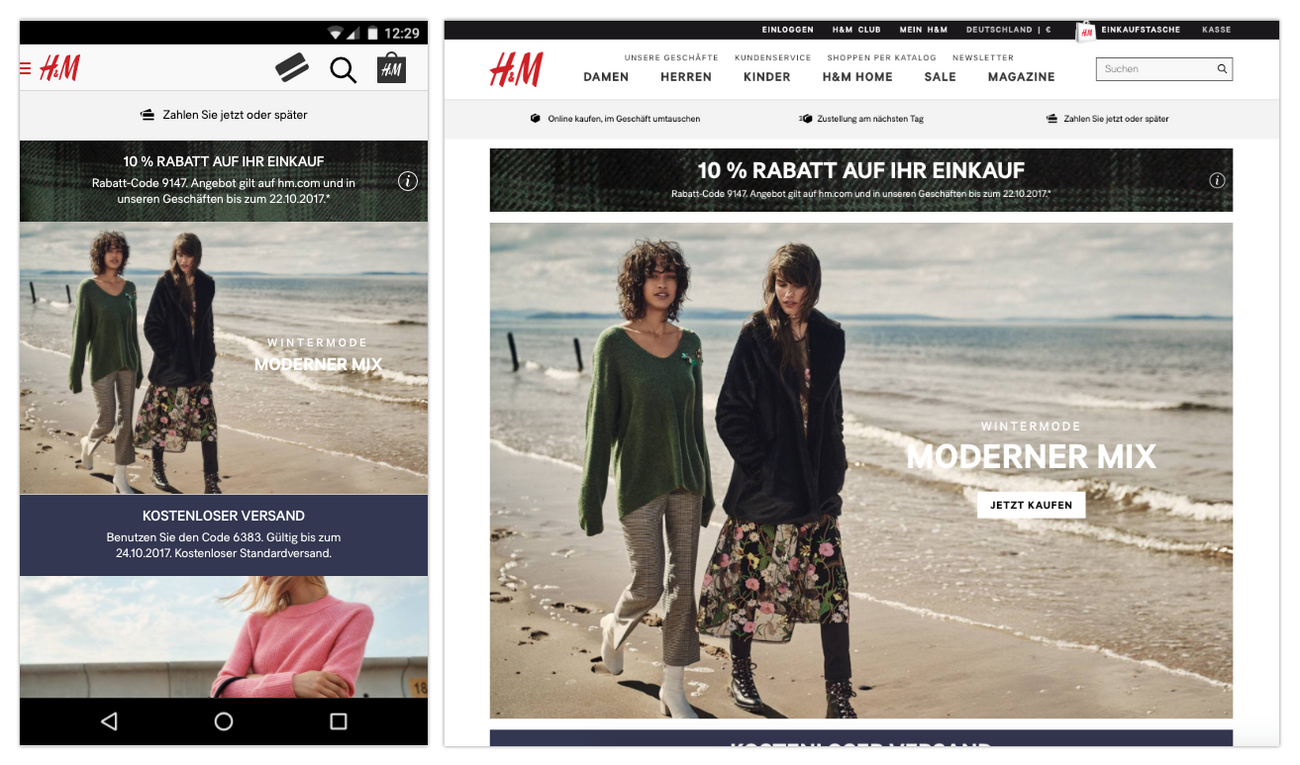 12:29
H&M
H&M
Zahlen Sie jetzt oder später
10 % RABATT AUF IHR EINKAUF
Rabatt-Code 9147. Angebot gilt auf hm.com und in
unseren Geschäften bis zum 22.10.2017.*
i
WINTERMODE
MODERNER MIX
KOSTENLOSER VERSAND
Benutzen Sie den Code 6383. Gültig bis zum
24.10.2017. Kostenloser Standardversand.
18
EINLOGGEN H&M CLUB MEIN H&M DEUTSCHLAND | € H&M EINKAUFSTASCHE KASSE
H&M
UNSERE GESCHÄFTE KUNDENSERVICE SHOPPEN PER KATALOG NEWSLETTER
DAMEN HERREN KINDER H&M HOME SALE MAGAZINE
Suchen
Online kaufen, im Geschäft umtauschen Zustellung am nächsten Tag Zahlen Sie jetzt oder später
10 % RABATT AUF IHR EINKAUF
Rabatt-Code 9147. Angebot gilt auf hm.com und in unseren Geschäften bis zum 22.10.2017.*
i
WINTERMODE
MODERNER MIX
JETZT KAUFEN
KOSTENLOSER VERSAND